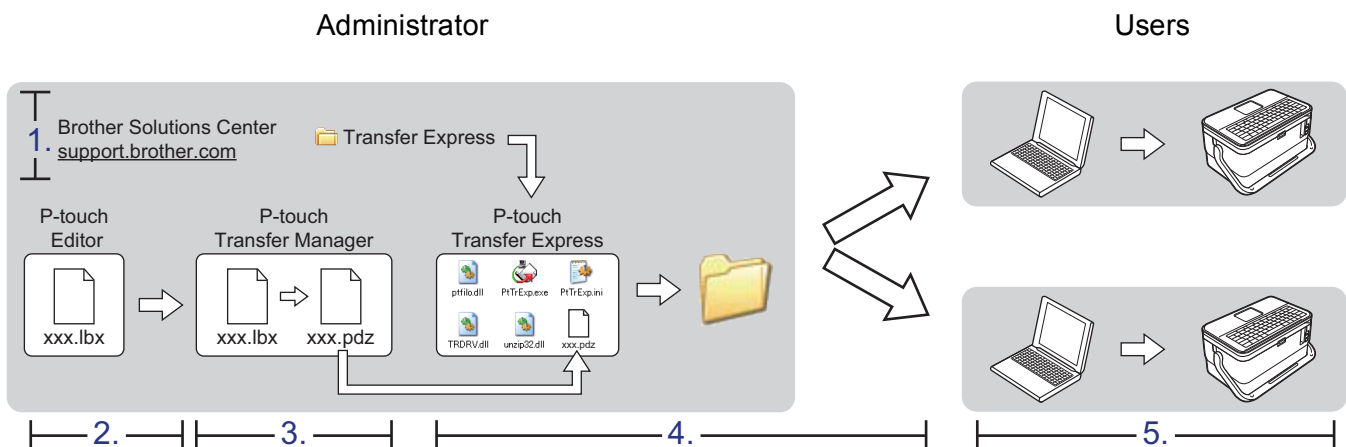 Administrator
Users
1.
Brother Solutions Center
support.brother.com
Transfer Express
P-touch
Editor
xxx.lbx
P-touch
Transfer Manager
xxx.lbx
xxx.pdz
P-touch
Transfer Express
ptfilo.dll
PtTrExp.exe
PtTrExp.ini
TRDRV.dll
unzip32.dll
xxx.pdz
2.
3.
4.
5.